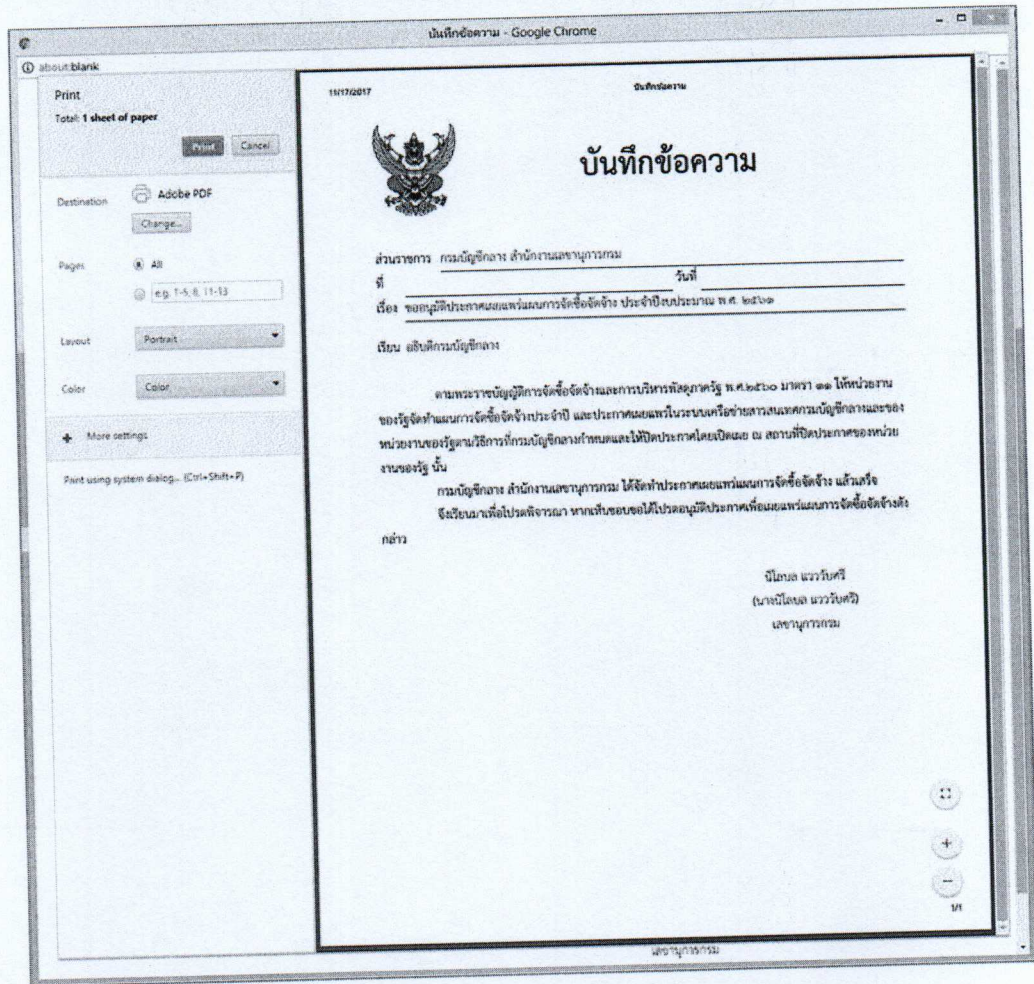 บันทึกข้อความ - Google Chrome
about:blank
Print
Total: 1 sheet of paper
Print
Cancel
Destination
Adobe PDF
Change...
Pages
All
e.g. 1-5, 8, 11-13
Layout
Portrait
Color
Color
+ More settings
Print using system dialog... (Ctrl+Shift+P)
11/17/2017
บันทึกข้อความ
บันทึกข้อความ
ส่วนราชการ กรมบัญชีกลาง สำนักงานเลขานุการกรม
ที่ วันที่
เรื่อง ขออนุมัติประกาศเผยแพร่แผนการจัดซื้อจัดจ้าง ประจำปีงบประมาณ พ.ศ. ๒๕๖๑
เรียน อธิบดีกรมบัญชีกลาง
ตามพระราชบัญญัติการจัดซื้อจัดจ้างและการบริหารพัสดุภาครัฐ พ.ศ.๒๕๖๐ มาตรา ๑๑ ให้หน่วยงาน
ของรัฐจัดทำแผนการจัดซื้อจัดจ้างประจำปี และประกาศเผยแพร่ในระบบเครือข่ายสารสนเทศกรมบัญชีกลางและของ
หน่วยงานของรัฐตามวิธีการที่กรมบัญชีกลางกำหนดและให้ปิดประกาศโดยเปิดเผย ณ สถานที่ปิดประกาศของหน่วย
งานของรัฐ นั้น
กรมบัญชีกลาง สำนักงานเลขานุการกรม ได้จัดทำประกาศเผยแพร่แผนการจัดซื้อจัดจ้าง แล้วเสร็จ
จึงเรียนมาเพื่อโปรดพิจารณา หากเห็นชอบขอได้โปรดอนุมัติประกาศเพื่อเผยแพร่แผนการจัดซื้อจัดจ้างดัง
กล่าว
นิโลบล แวววับศรี
(นางนิโลบล แวววับศรี)
เลขานุการกรม
1/1
เลขานุการกรม